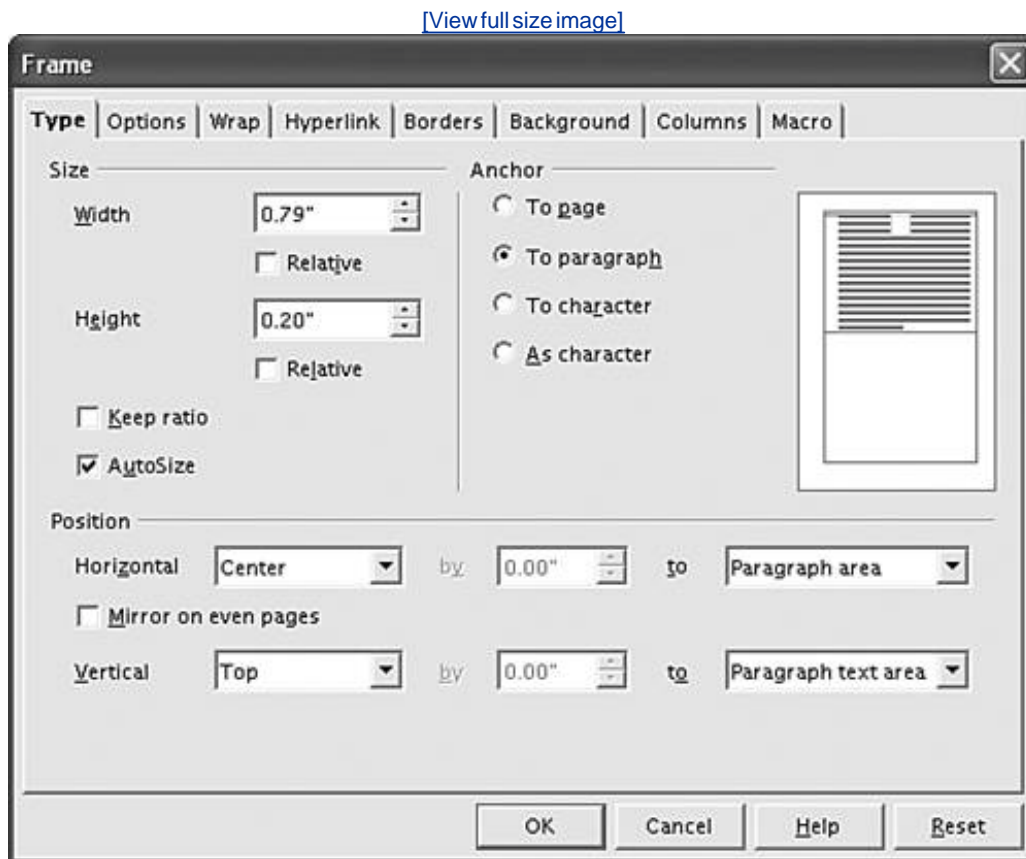 [View full size image]
Frame
Type Options Wrap Hyperlink Borders Background Columns Macro
Size
Width 0.79"
Relative
Height 0.20"
Relative
Keep ratio
AutoSize
Anchor
To page
To paragraph
To character
As character
Position
Horizontal Center by 0.00" to Paragraph area
Mirror on even pages
Vertical Top by 0.00" to Paragraph text area
OK Cancel Help Reset